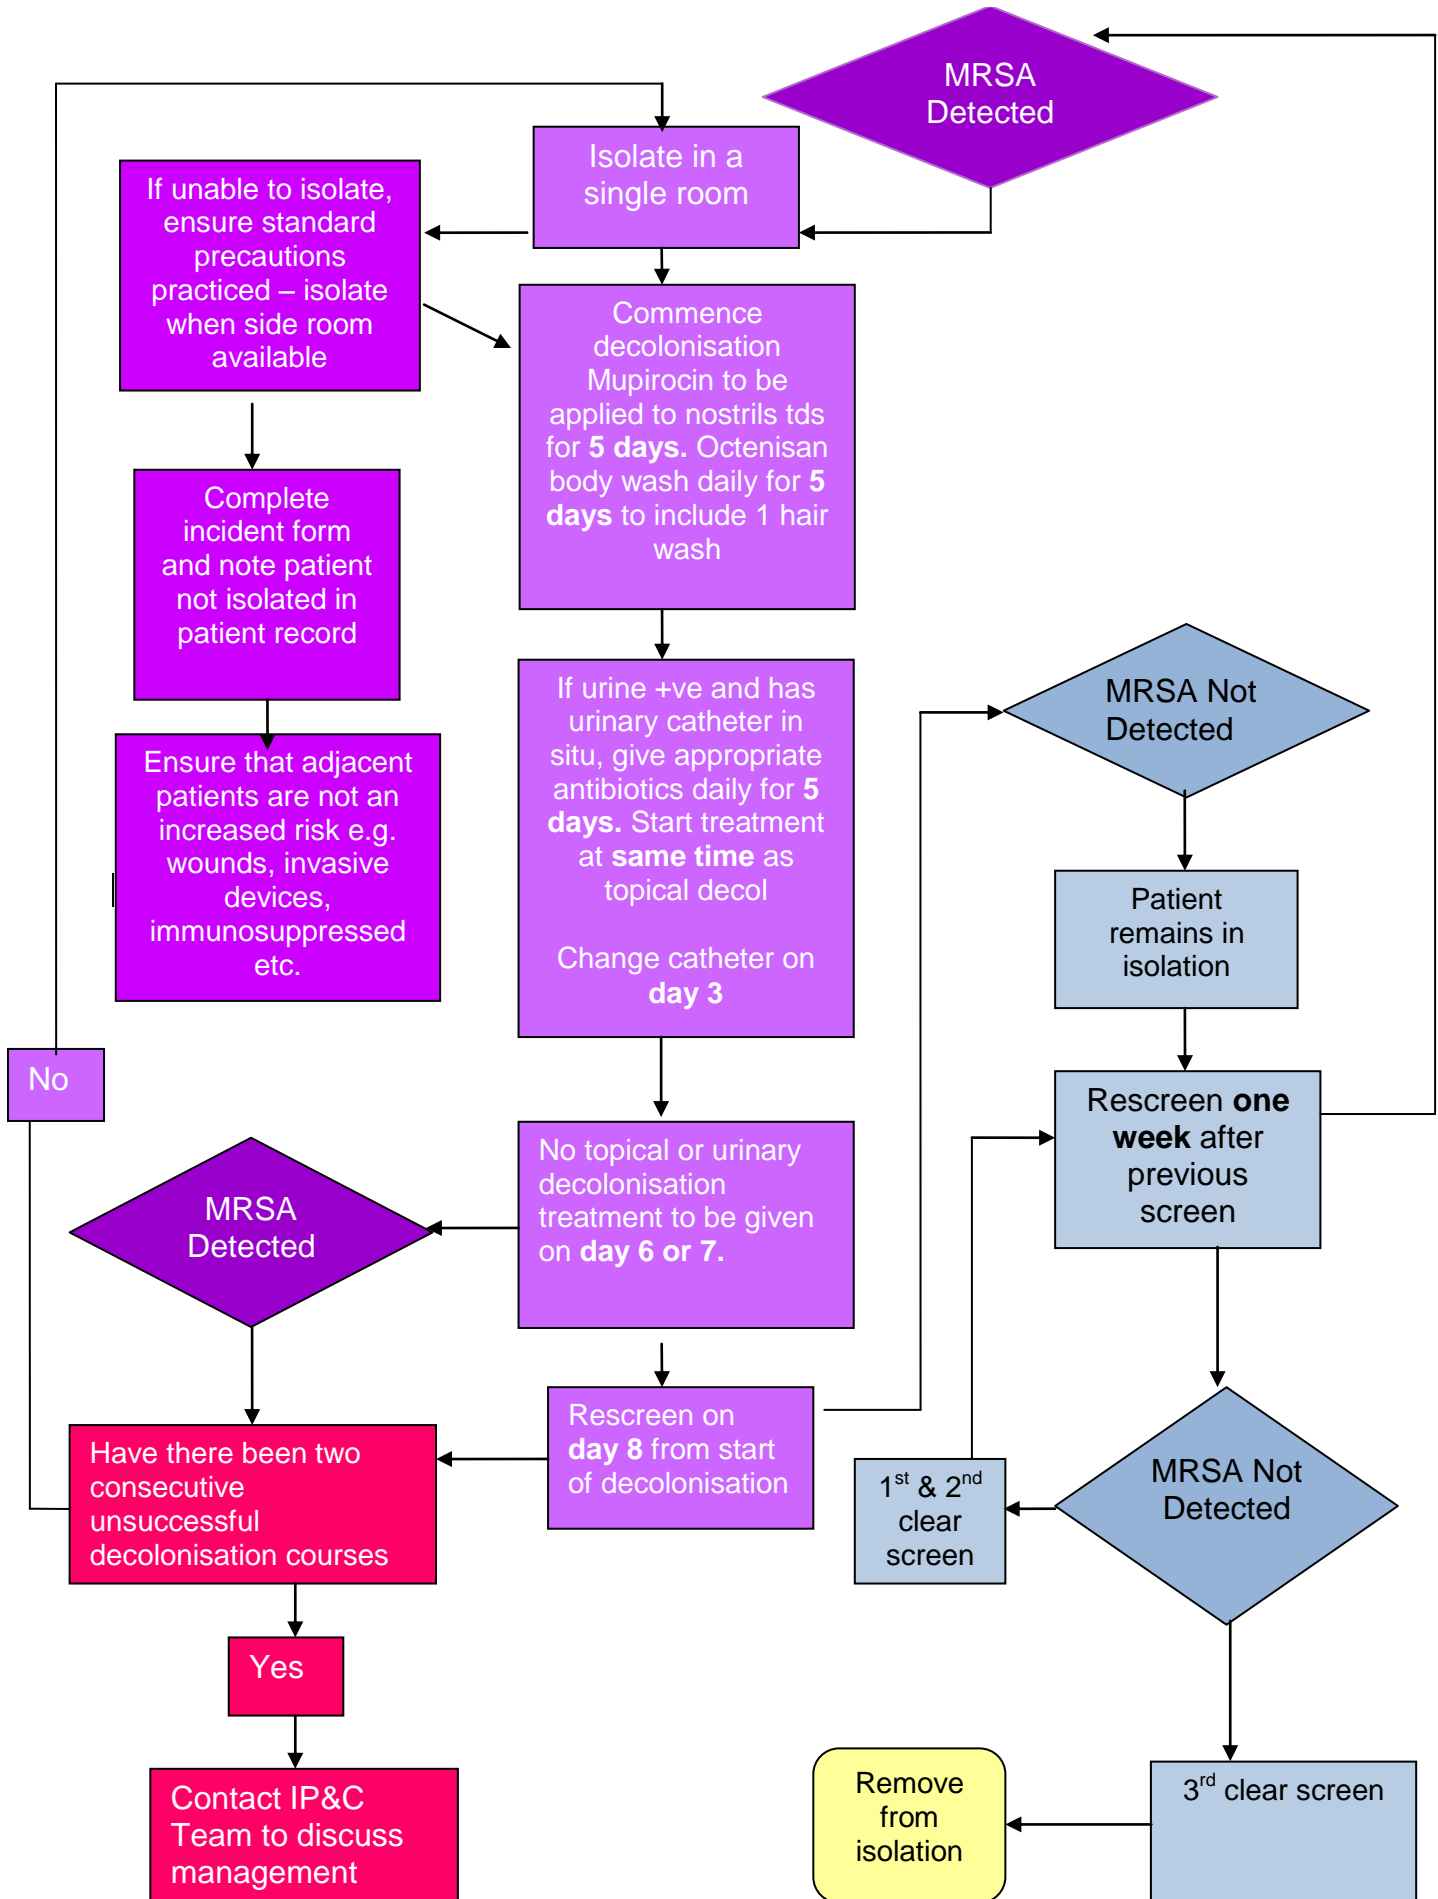 MRSA
Detected
Isolate in a
single room
If unable to isolate,
ensure standard
precautions
practiced – isolate
when side room
available
Commence
decolonisation
Mupirocin to be
applied to nostrils tds
for 5 days. Octenisan
body wash daily for 5
days to include 1 hair
wash
Complete
incident form
and note patient
not isolated in
patient record
Ensure that adjacent
patients are not an
increased risk e.g.
wounds, invasive
devices,
immunosuppressed
etc.
If urine +ve and has
urinary catheter in
situ, give appropriate
antibiotics daily for 5
days. Start treatment
at same time as
topical decol
Change catheter on
day 3
MRSA Not
Detected
Patient
remains in
isolation
No
Rescreen one
week after
previous
screen
No topical or urinary
decolonisation
treatment to be given
on day 6 or 7.
MRSA
Detected
Rescreen on
day 8 from start
of decolonisation
Have there been two
consecutive
unsuccessful
decolonisation courses
1st & 2nd
clear
screen
MRSA Not
Detected
Yes
Contact IP&C
Team to discuss
management
Remove
from
isolation
3rd clear screen